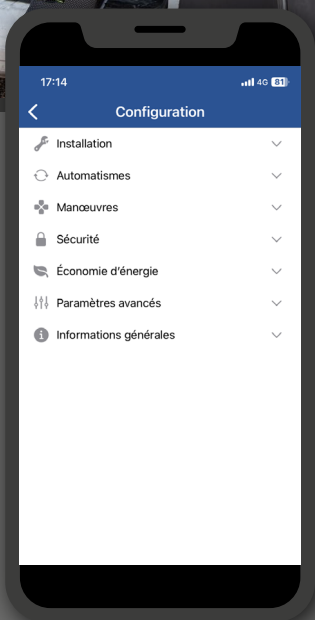 17:14 4G 81
Configuration
Installation
Automatismes
Manœuvres
Sécurité
Économie d'énergie
Paramètres avancés
Informations générales